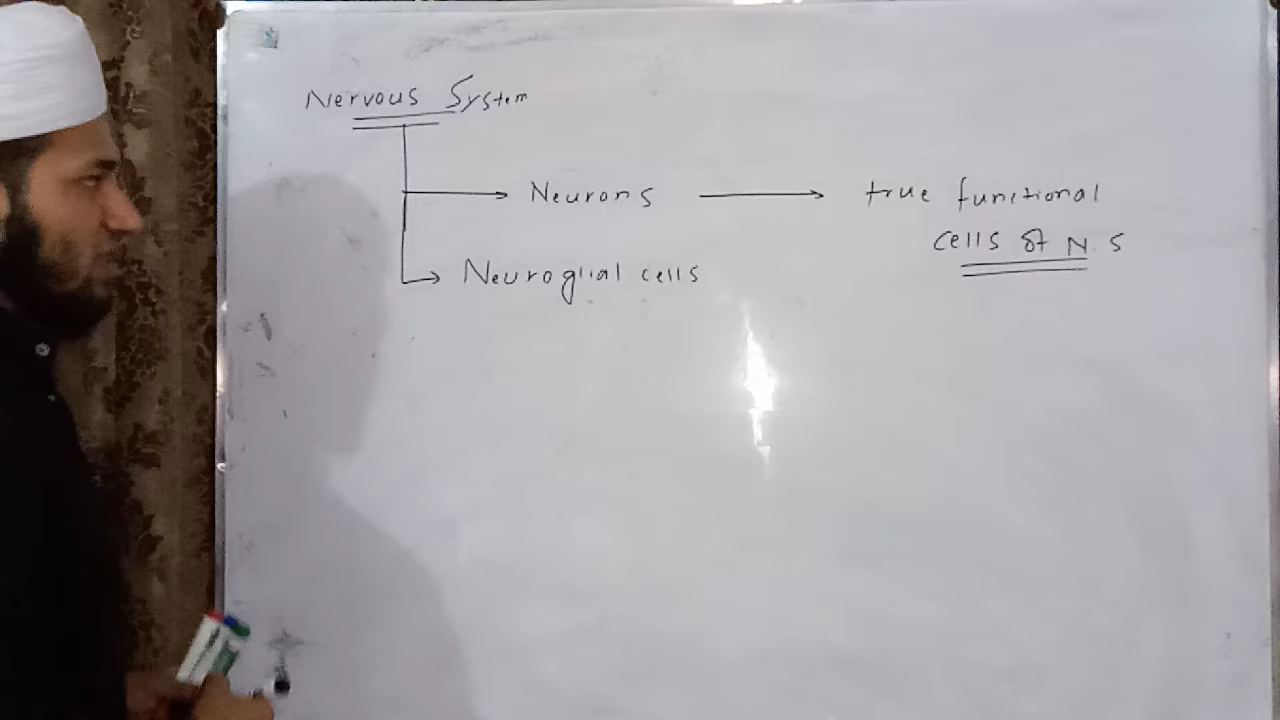 Nervous System
Neurons → true functional
cells of N.S
Neuroglial cells